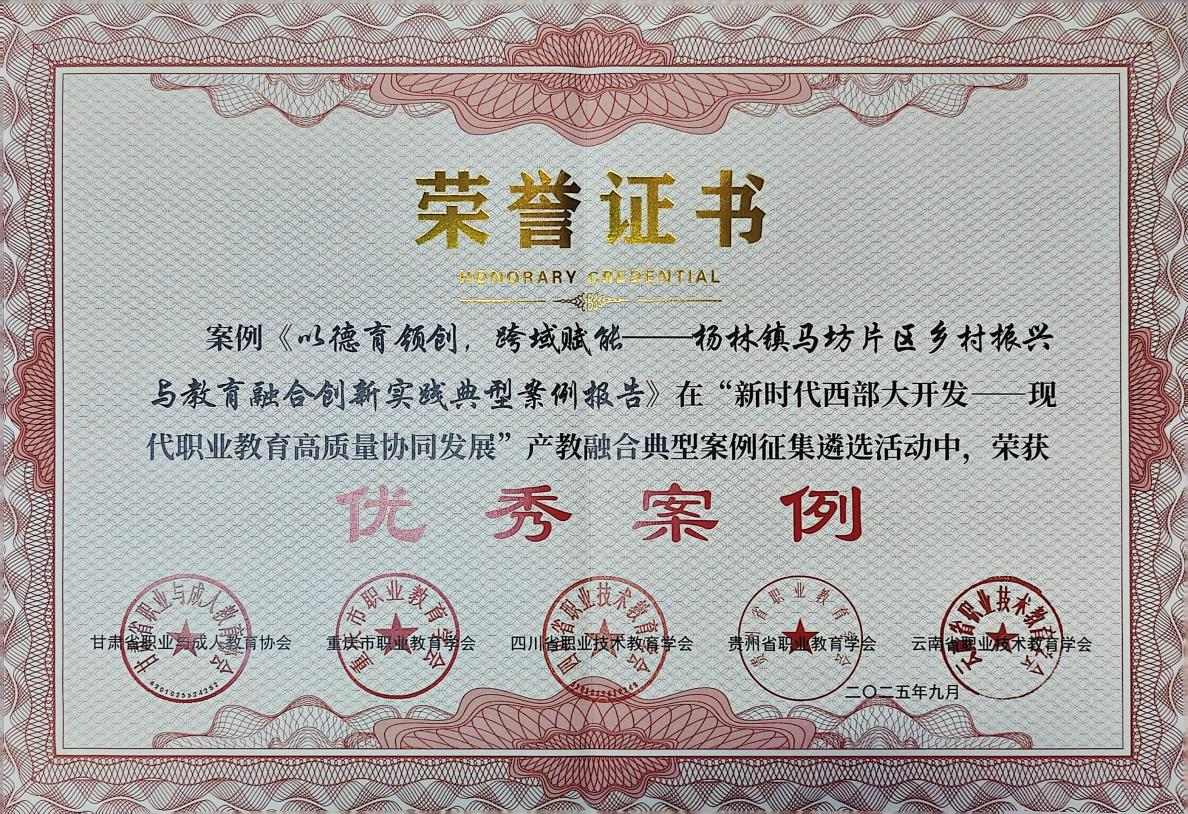 荣誉证书
HONORARY CREDENTIAL
案例《以德育领创，跨域赋能——杨林镇马坊片区乡村振兴
与教育融合创新实践典型案例报告》在“新时代西部大开发——现
代职业教育高质量协同发展”产教融合典型案例征集遴选活动中，荣获
优秀案例
甘肃省职业与成人教育协会 重庆市职业教育学会 四川省职业技术教育学会 贵州省职业教育学会 云南省职业技术教育学会
二〇二五年九月